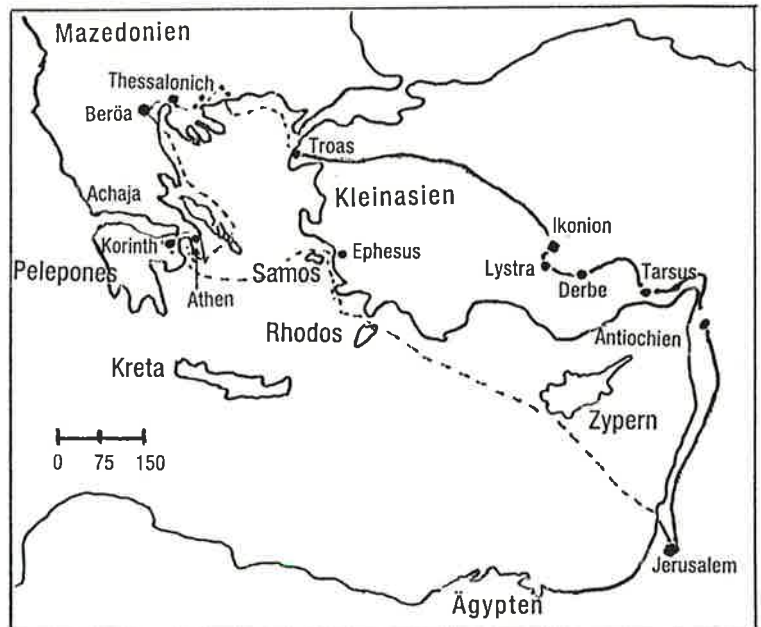 Mazedonien
Thessalonich
Beröa
Troas
Achaja
Kleinasien
Ikonion
Korinth
Ephesus
Lystra
Tarsus
Pelepones
Samos
Derbe
Athen
Rhodos
Antiochien
Kreta
Zypern
0 75 150
Jerusalem
Ägypten